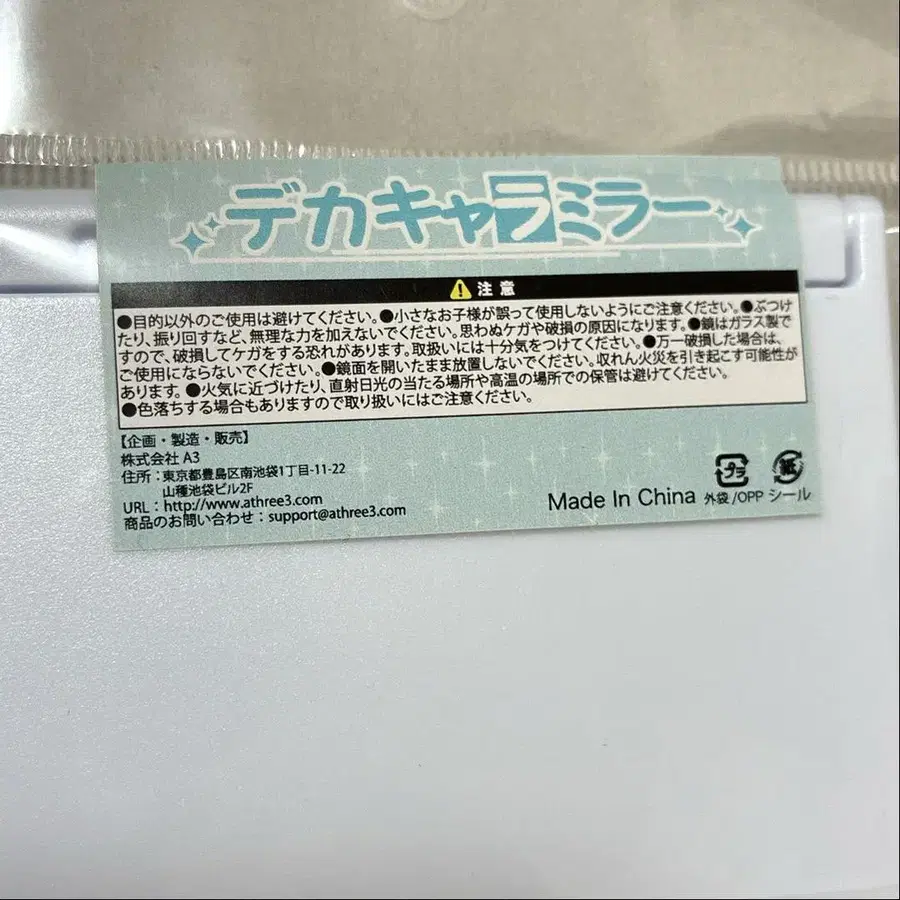 デカキャラミラー
注意
●目的以外のご使用は避けてください。●小さなお子様が誤って使用しないようにご注意ください。●ぶつけ
たり、振り回すなど、無理な力を加えないでください。思わぬケガや破損の原因になります。●鏡はガラス製で
すので、破損してケガをする恐れがあります。取扱いには十分気をつけてください。●万一破損した場合は、
ご使用にならないでください。●鏡面を開いたまま放置しないでください。収れん火災を引き起こす可能性が
あります。●火気に近づけたり、直射日光の当たる場所や高温の場所での保管は避けてください。
●色落ちする場合もありますので取り扱いにはご注意ください。
【企画・製造・販売】
株式会社 A3
住所：東京都豊島区南池袋1丁目-11-22
山種池袋ビル2F
URL：http://www.athree3.com
商品のお問い合わせ：support@athree3.com
Made In China
プラ
紙
外袋/OPP シール